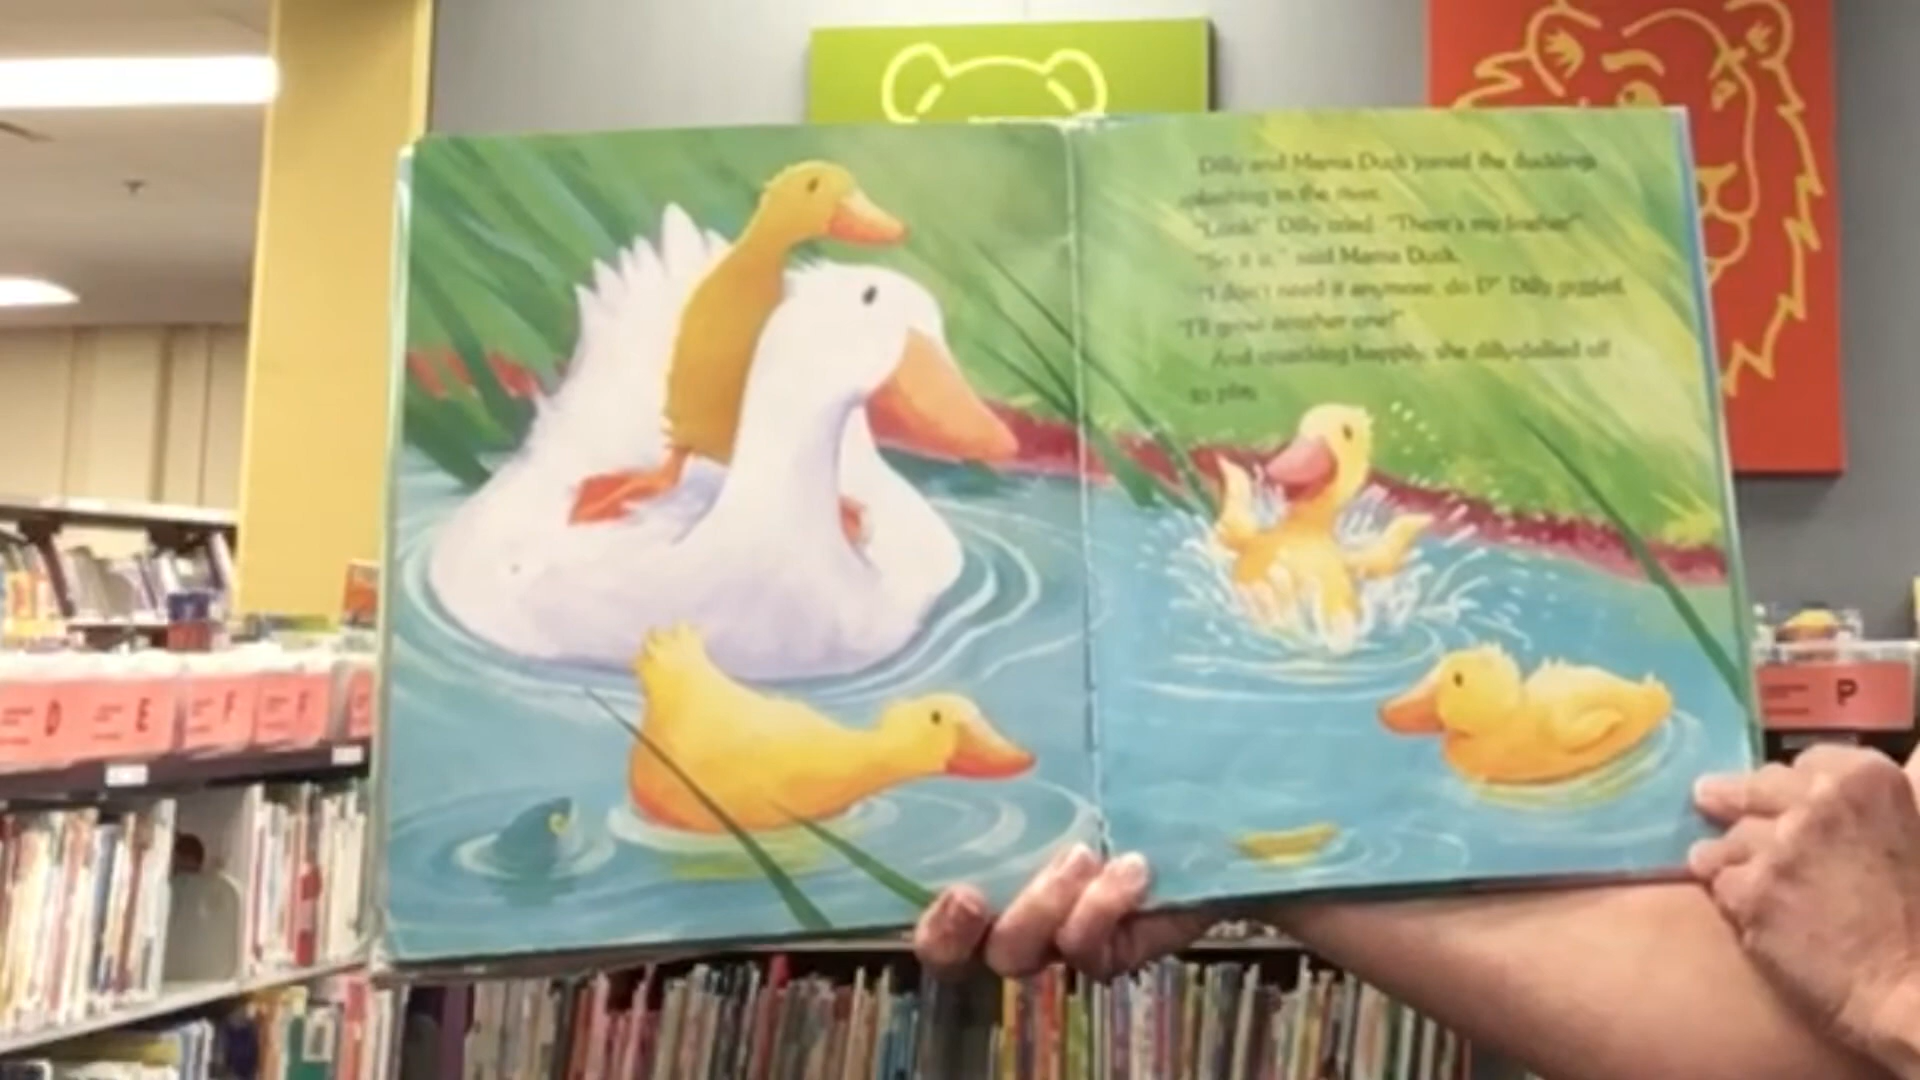 Dilly and Mama Duck joined the ducklings
splashing in the river.
"Look!" Dilly cried. "There's my feather!"
"So it is," said Mama Duck.
"I don't need it anymore, do I?" Dilly giggled.
"I'll grow another one!"
And quacking happily, she dilly-dallied off
to play.
D E F F
P